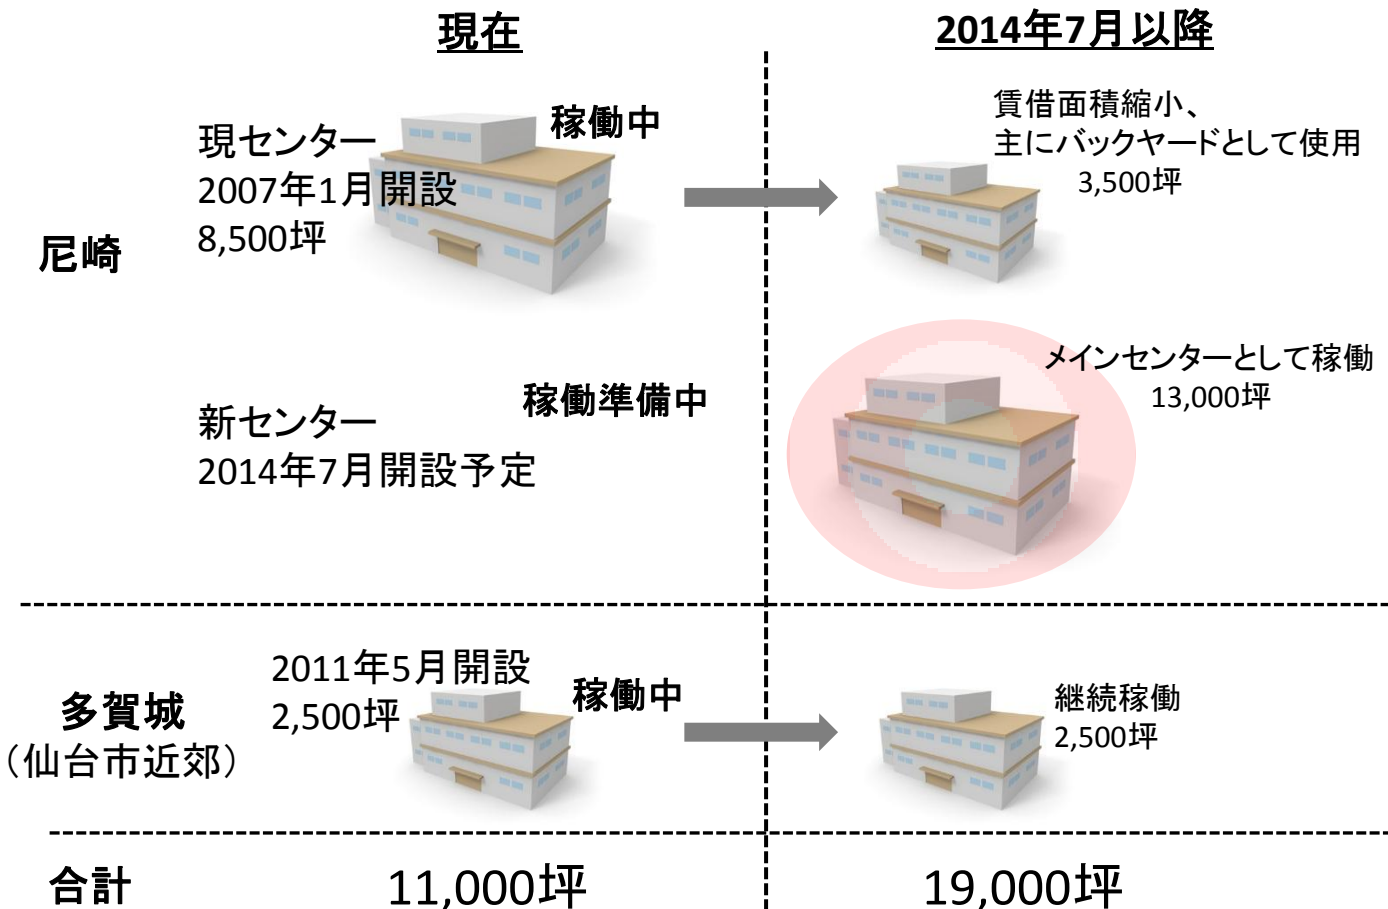 現在
2014年7月以降
尼崎
現センター
2007年1月開設
8,500坪
稼働中
賃借面積縮小、
主にバックヤードとして使用
3,500坪
新センター
2014年7月開設予定
稼働準備中
メインセンターとして稼働
13,000坪
多賀城
（仙台市近郊）
2011年5月開設
2,500坪
稼働中
継続稼働
2,500坪
合計
11,000坪
19,000坪